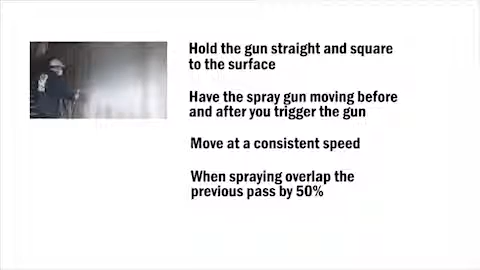 Hold the gun straight and square
to the surface
Have the spray gun moving before
and after you trigger the gun
Move at a consistent speed
When spraying overlap the
previous pass by 50%